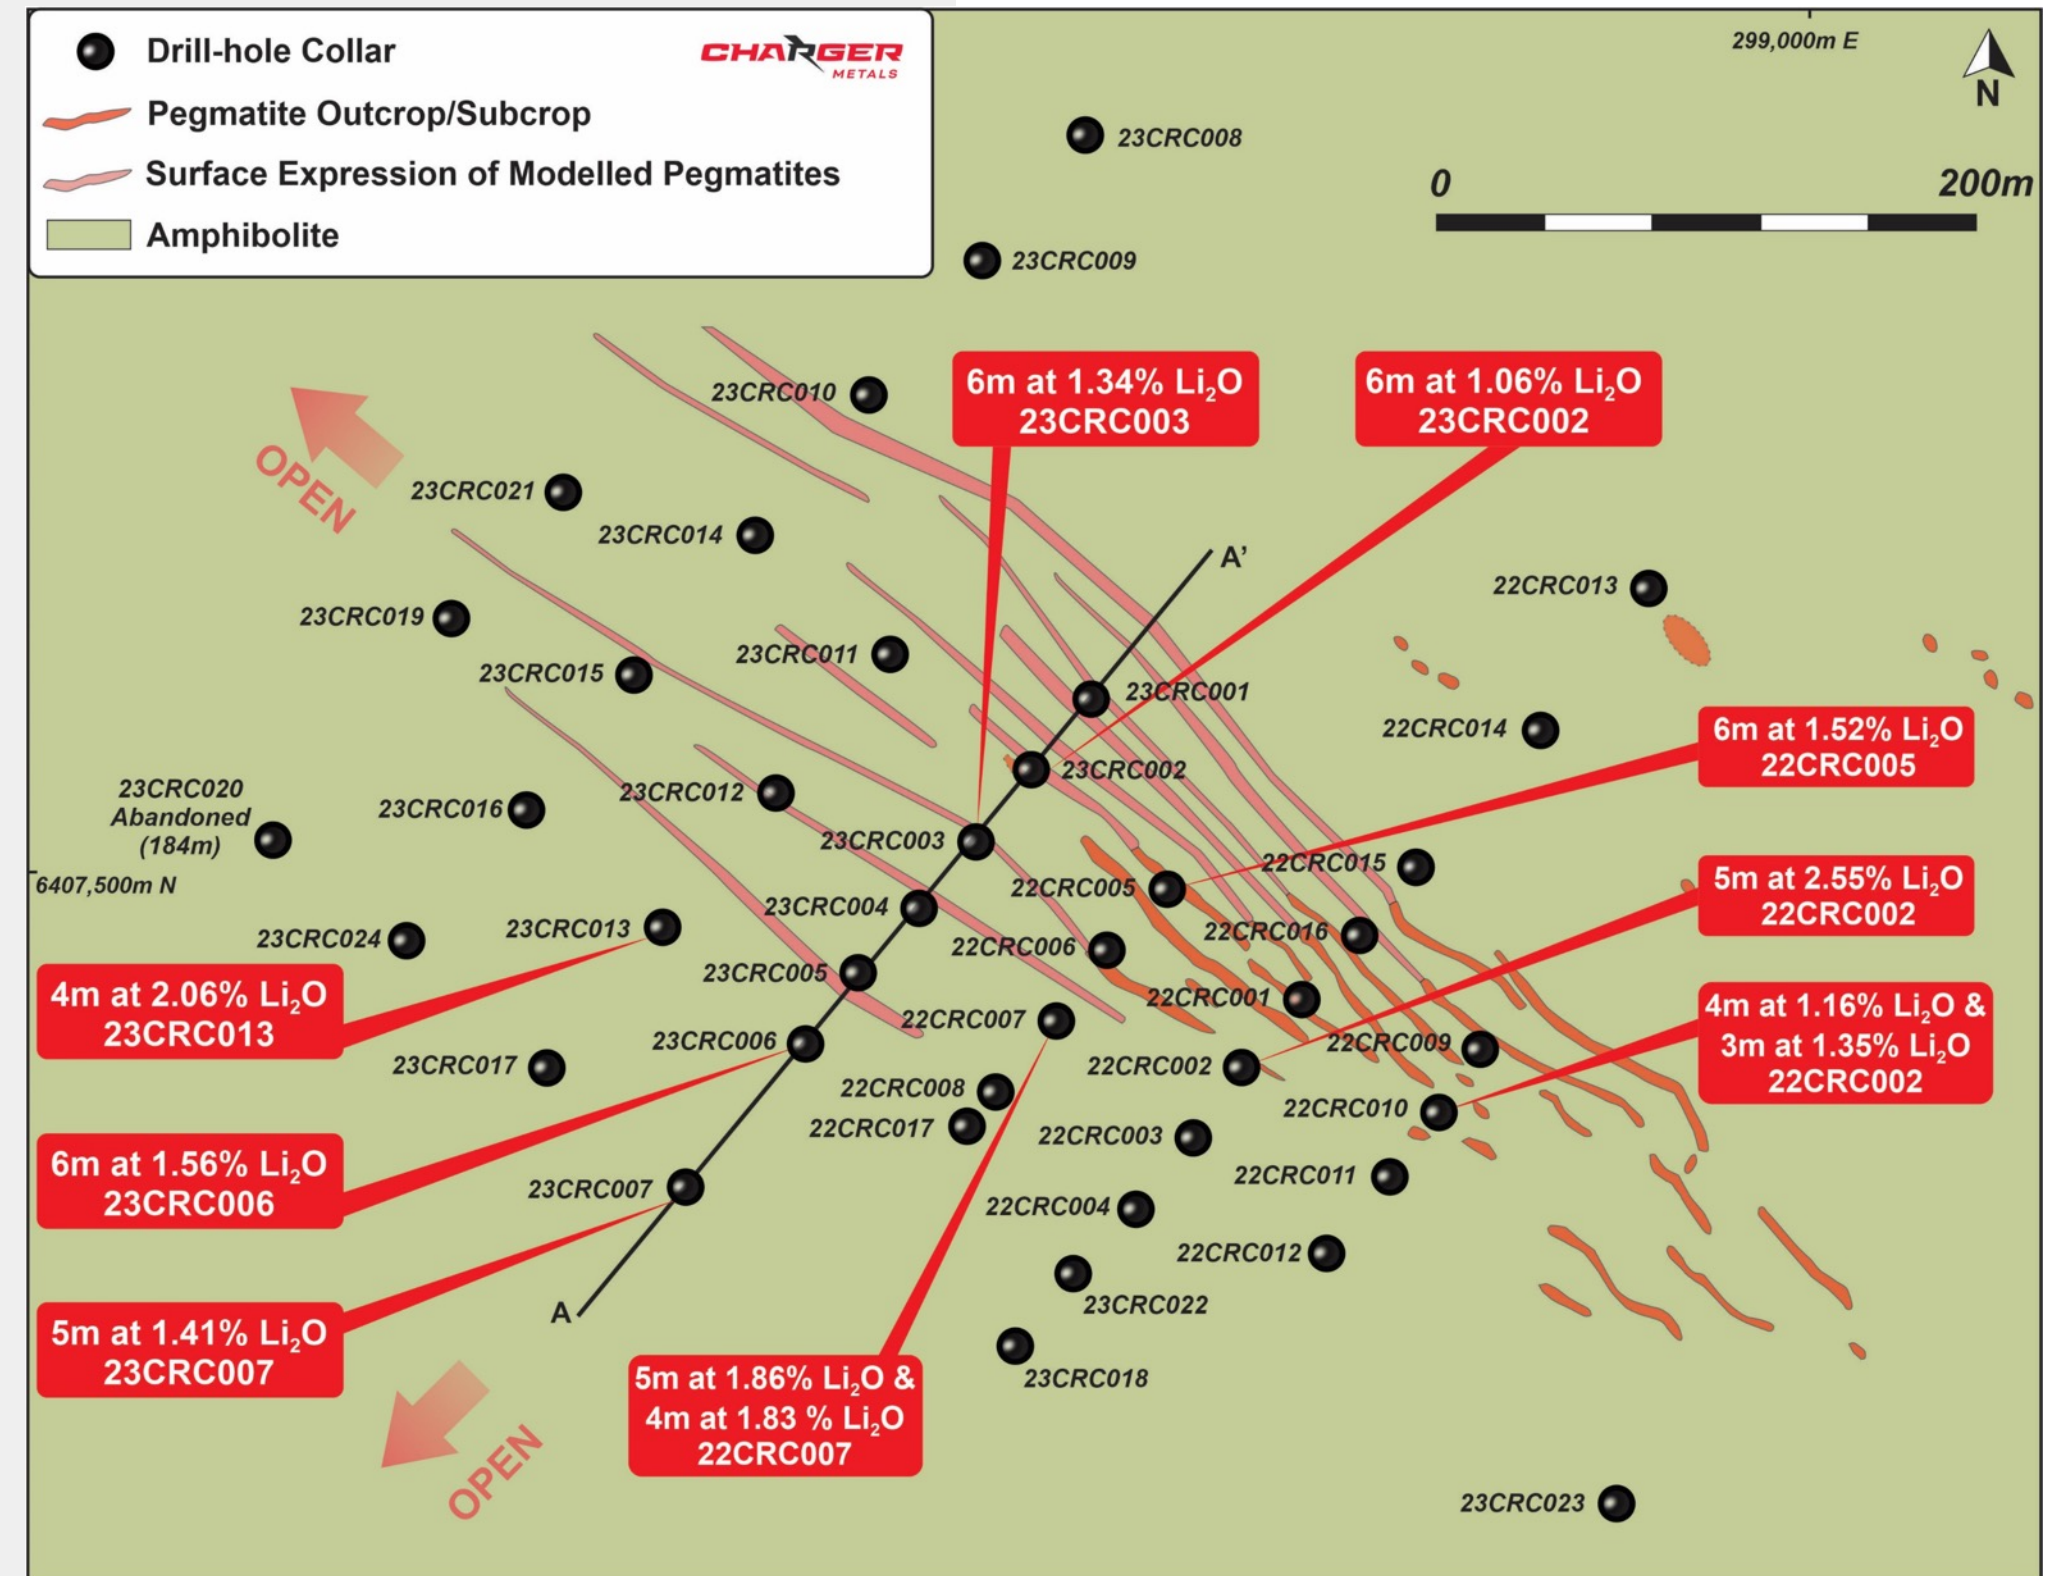 Drill-hole Collar
CHARGER
METALS
Pegmatite Outcrop/Subcrop
Surface Expression of Modelled Pegmatites
Amphibolite
299,000m E
N
0 200m
23CRC008
23CRC009
23CRC010
6m at 1.34% Li₂O
23CRC003
6m at 1.06% Li₂O
23CRC002
OPEN
23CRC021
23CRC014
A’
22CRC013
23CRC019
23CRC011
23CRC015
23CRC001
22CRC014
6m at 1.52% Li₂O
22CRC005
23CRC002
23CRC020
Abandoned
(184m)
23CRC016
23CRC012
23CRC003
22CRC015
6407,500m N
22CRC005
5m at 2.55% Li₂O
22CRC002
23CRC004
23CRC024
23CRC013
22CRC006
22CRC016
23CRC005
22CRC001
4m at 2.06% Li₂O
23CRC013
4m at 1.16% Li₂O &
3m at 1.35% Li₂O
22CRC002
22CRC007
23CRC006
22CRC009
23CRC017
22CRC002
22CRC008
22CRC010
22CRC017
22CRC003
6m at 1.56% Li₂O
23CRC006
22CRC011
23CRC007
22CRC004
22CRC012
A
23CRC022
5m at 1.41% Li₂O
23CRC007
23CRC018
5m at 1.86% Li₂O &
4m at 1.83 % Li₂O
22CRC007
OPEN
23CRC023